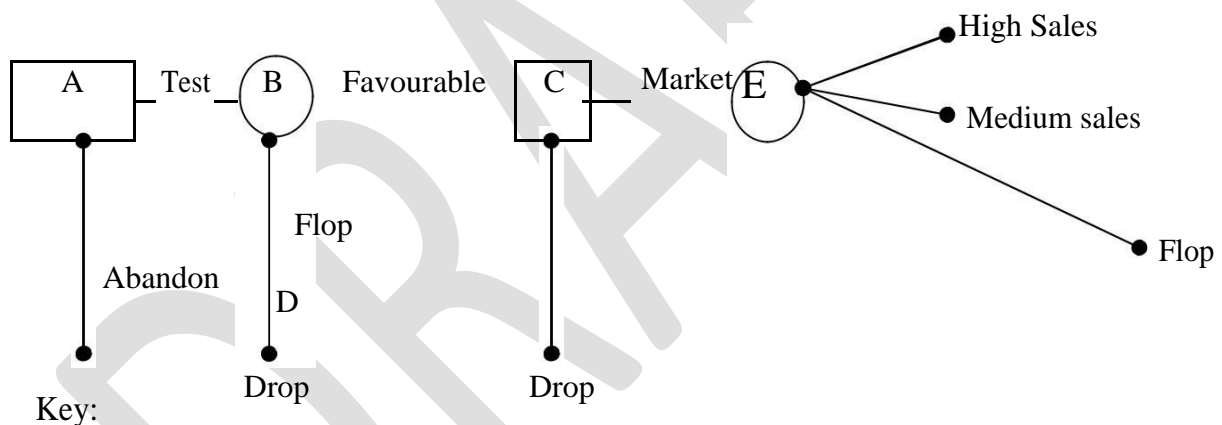 High Sales
A Test B Favourable C Market E
Medium sales
Flop
Flop
Abandon
D
Drop Drop
Key: